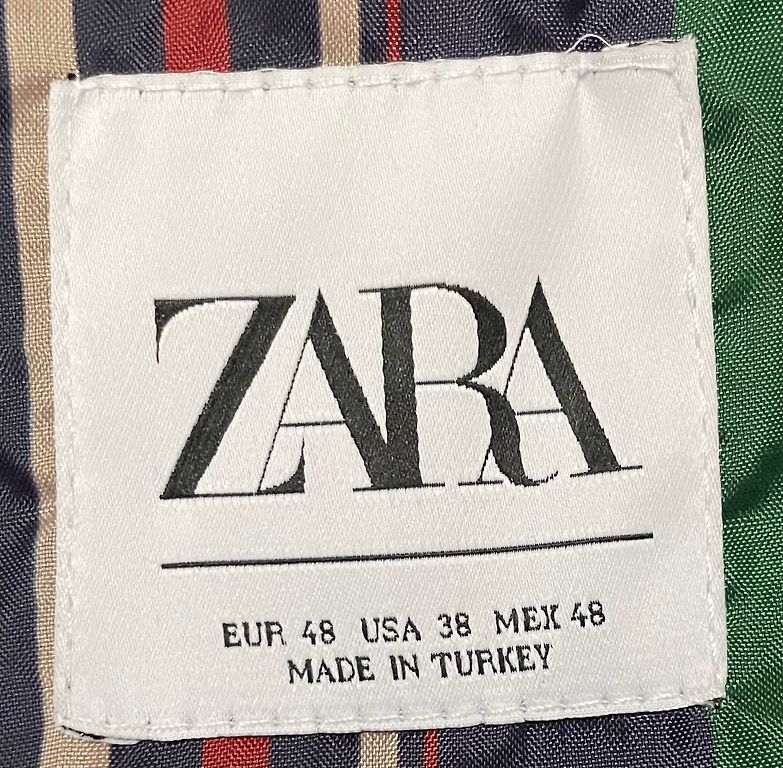 ZARA
EUR 48 USA 38 MEX 48
MADE IN TURKEY